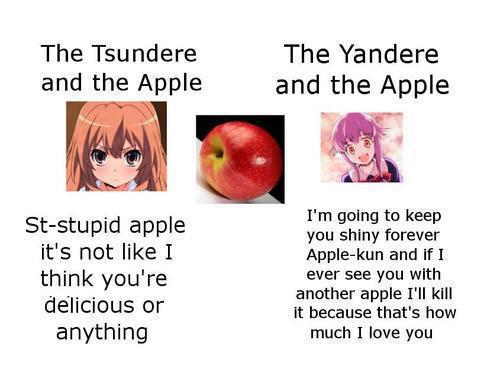 The Tsundere
and the Apple
The Yandere
and the Apple
St-stupid apple
it's not like I
think you're
delicious or
anything
I'm going to keep
you shiny forever
Apple-kun and if I
ever see you with
another apple I'll kill
it because that's how
much I love you